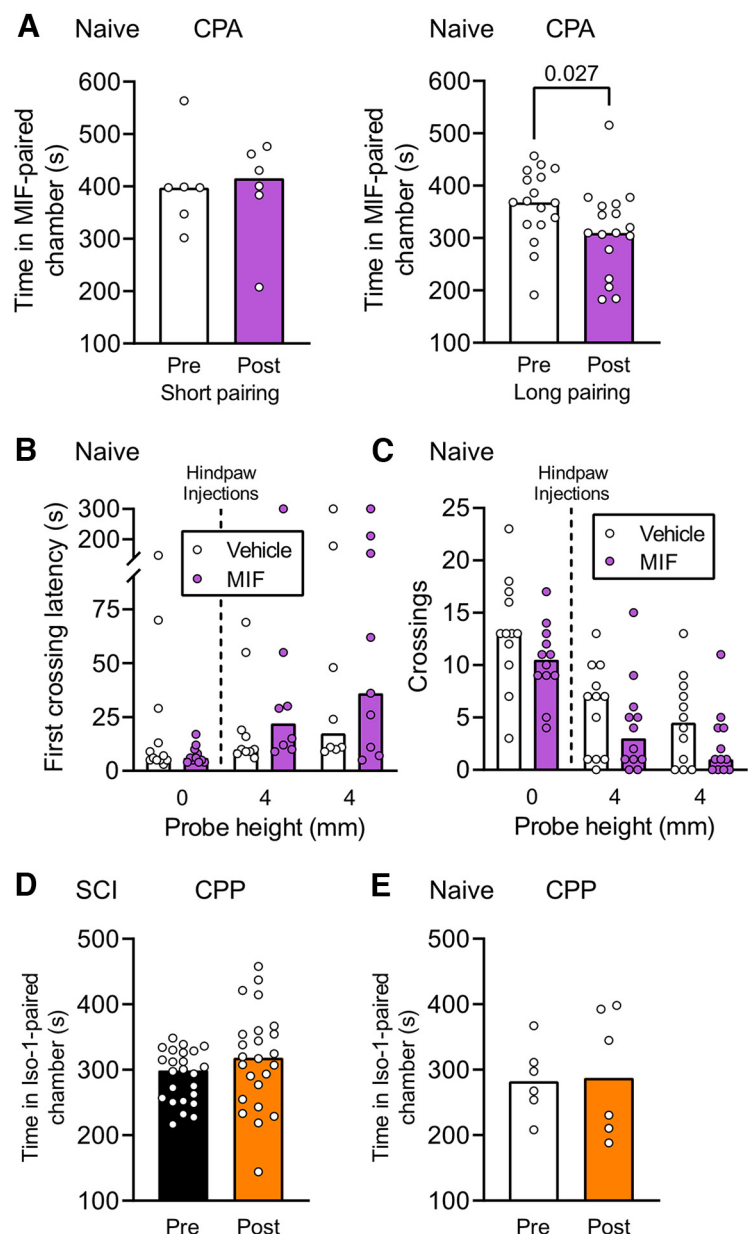 A Naive CPA
600
500
400
300
200
100
Time in MIF-paired
chamber (s)
Pre Post
Short pairing
Naive CPA
0.027
600
500
400
300
200
100
Time in MIF-paired
chamber (s)
Pre Post
Long pairing
B Naive
Hindpaw
Injections
Vehicle
MIF
300
200
75
50
25
0
First crossing latency (s)
0 4 4
Probe height (mm)
C Naive
Hindpaw
Injections
Vehicle
MIF
25
20
15
10
5
0
Crossings
0 4 4
Probe height (mm)
D SCI CPP
500
400
300
200
100
Time in Iso-1-paired
chamber (s)
Pre Post
E Naive CPP
500
400
300
200
100
Time in Iso-1-paired
chamber (s)
Pre Post